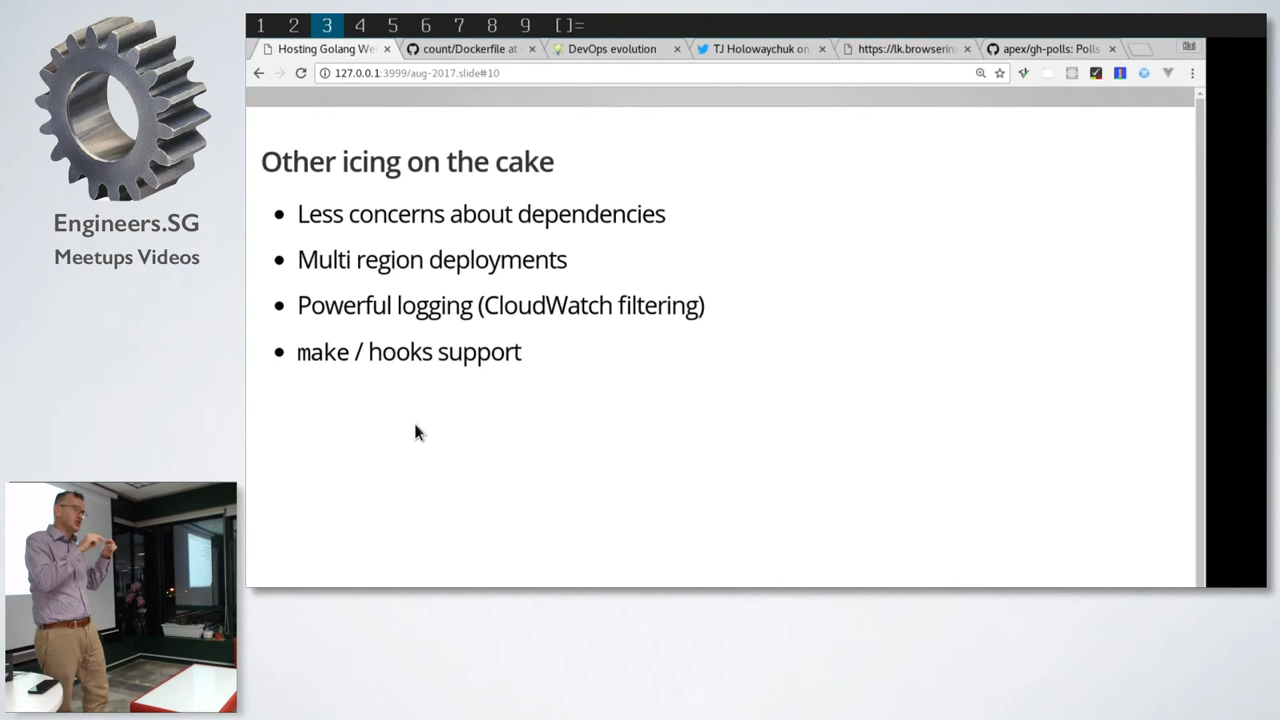 1 2 3 4 5 6 7 8 9 []=
Hosting Golang We
count/Dockerfile at
DevOps evolution
TJ Holowaychuk on
https://lk.browserin
apex/gh-polls: Polls
127.0.0.1:3999/aug-2017.slide#10
Engineers.SG
Meetups Videos
Other icing on the cake
Less concerns about dependencies
Multi region deployments
Powerful logging (CloudWatch filtering)
make / hooks support